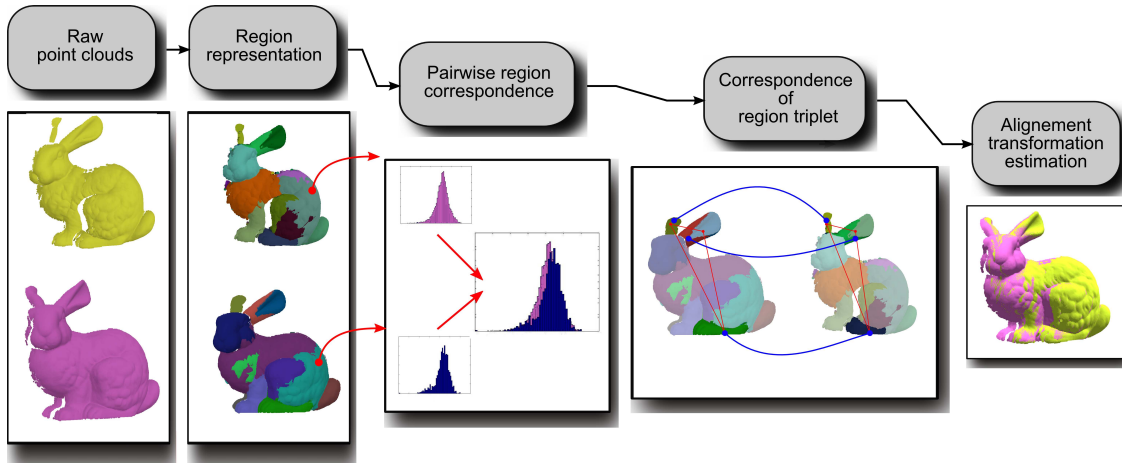 Raw
point clouds
Region
representation
Pairwise region
correspondence
Correspondence
of
region triplet
Alignement
transformation
estimation